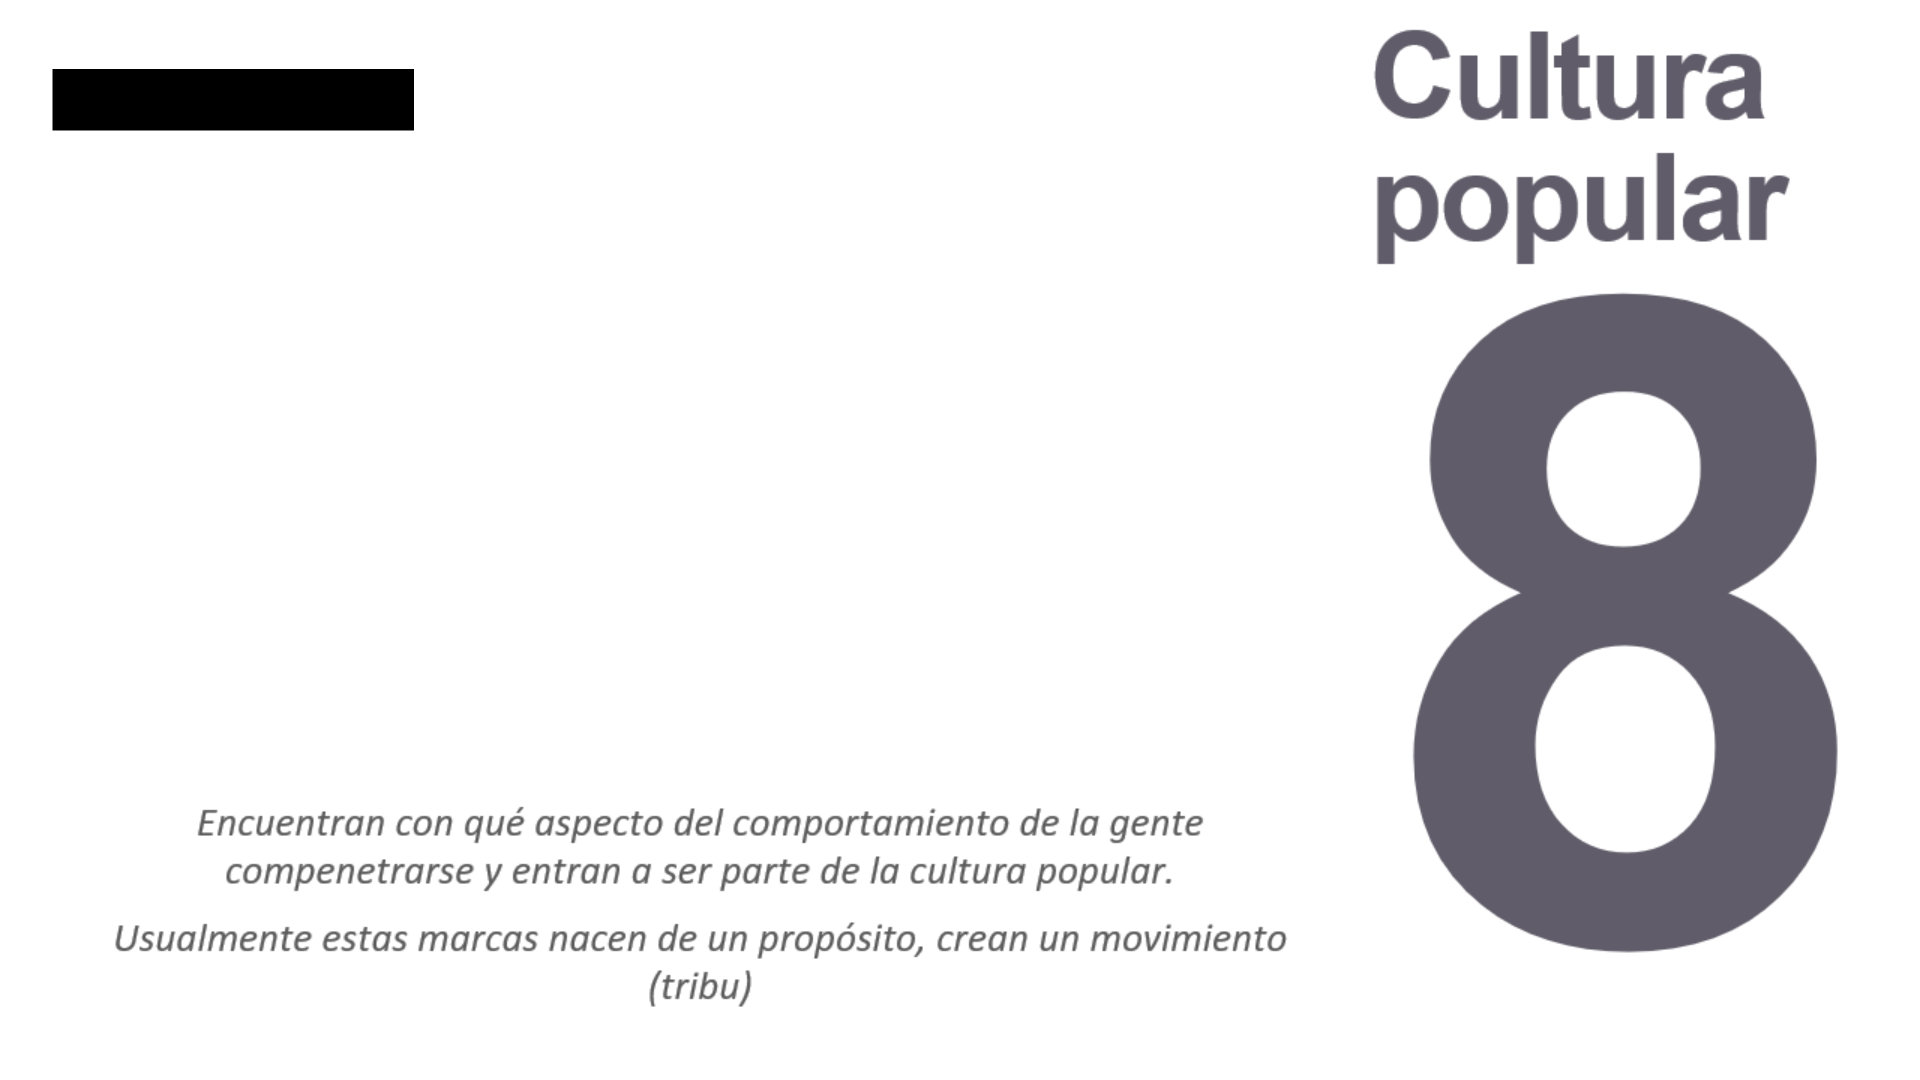 Cultura
popular
8
Encuentran con qué aspecto del comportamiento de la gente
compenetrarse y entran a ser parte de la cultura popular.
Usualmente estas marcas nacen de un propósito, crean un movimiento
(tribu)